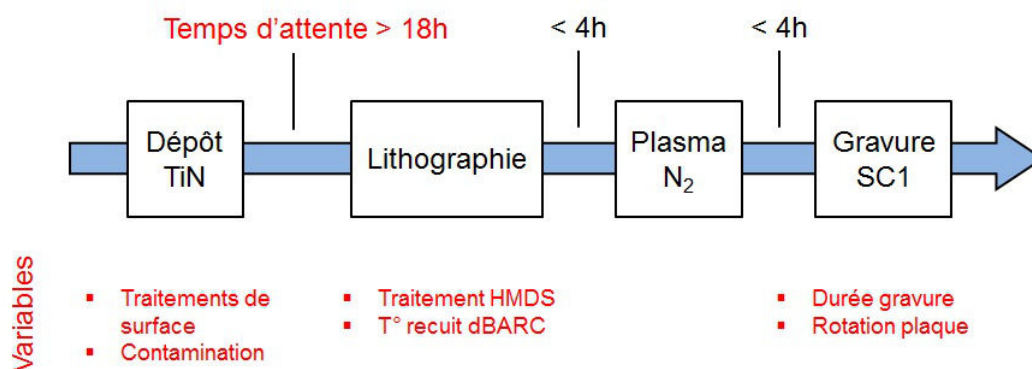 Temps d’attente > 18h
< 4h
< 4h
Dépôt
TiN
Lithographie
Plasma
N₂
Gravure
SC1
Variables
▪ Traitements de
surface
▪ Contamination
▪ Traitement HMDS
▪ T° recuit dBARC
▪ Durée gravure
▪ Rotation plaque